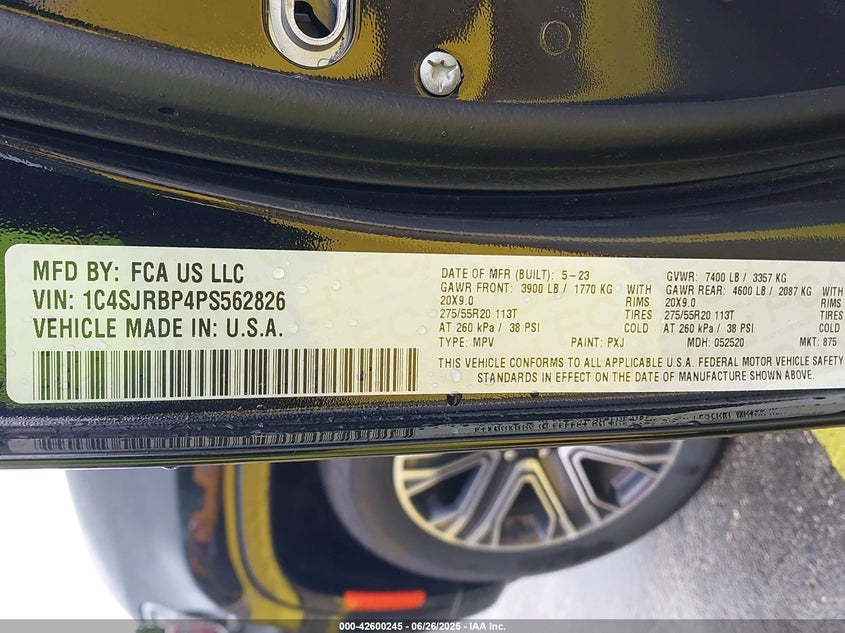 MFD BY: FCA US LLC
VIN: 1C4SJRBP4PS562826
VEHICLE MADE IN: U.S.A.
DATE OF MFR (BUILT): 5-23 GVWR: 7400 LB / 3357 KG
GAWR FRONT: 3900 LB / 1770 KG WITH GAWR REAR: 4600 LB / 2087 KG WITH
20X9.0 RIMS 20X9.0 RIMS
275/55R20 113T TIRES 275/55R20 113T TIRES
AT 260 kPa / 38 PSI COLD AT 260 kPa / 38 PSI COLD
TYPE: MPV PAINT: PXJ MDH: 052520 MKT: 875
THIS VEHICLE CONFORMS TO ALL APPLICABLE U.S.A. FEDERAL MOTOR VEHICLE SAFETY
STANDARDS IN EFFECT ON THE DATE OF MANUFACTURE SHOWN ABOVE.
000-42600245 - 06/26/2025 - IAA Inc.